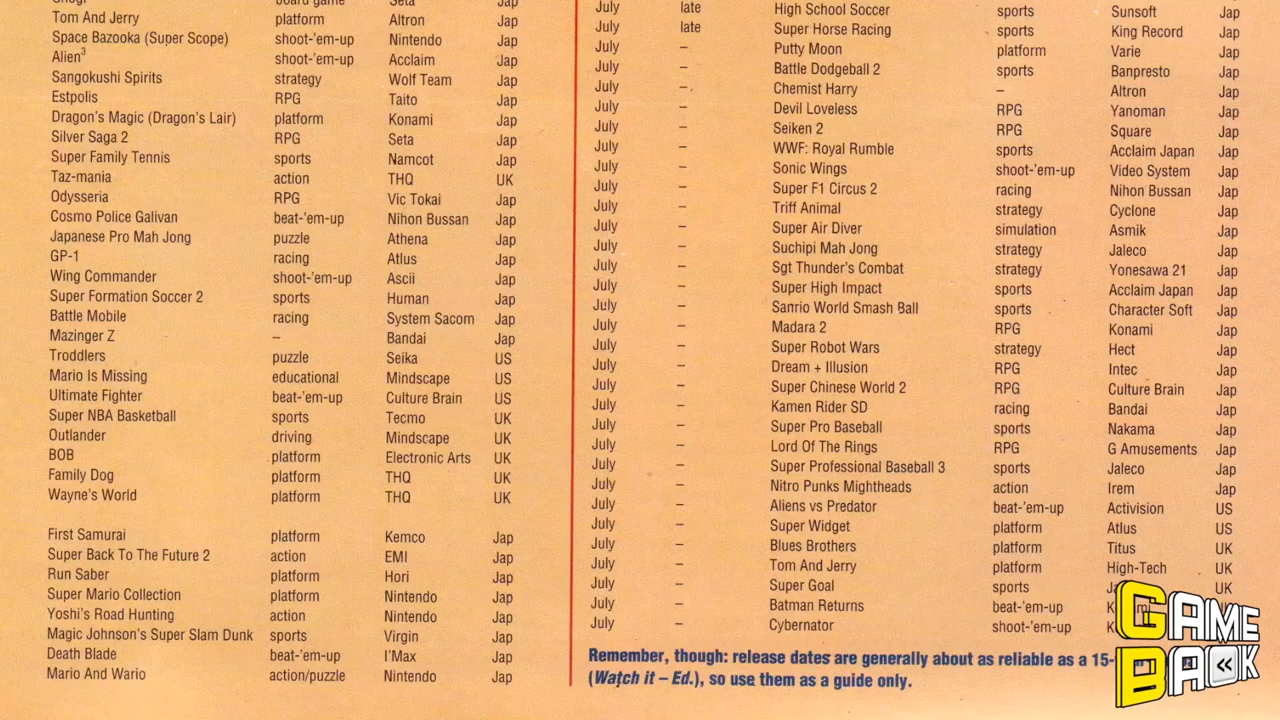 Shogi board game Seta Jap
Tom And Jerry platform Altron Jap
Space Bazooka (Super Scope) shoot-'em-up Nintendo Jap
Alien³ shoot-'em-up Acclaim Jap
Sangokushi Spirits strategy Wolf Team Jap
Estpolis RPG Taito Jap
Dragon's Magic (Dragon's Lair) platform Konami Jap
Silver Saga 2 RPG Seta Jap
Super Family Tennis sports Namcot Jap
Taz-mania action THQ UK
Odysseria RPG Vic Tokai Jap
Cosmo Police Galivan beat-'em-up Nihon Bussan Jap
Japanese Pro Mah Jong puzzle Athena Jap
GP-1 racing Atlus Jap
Wing Commander shoot-'em-up Ascii Jap
Super Formation Soccer 2 sports Human Jap
Battle Mobile racing System Sacom Jap
Mazinger Z – Bandai Jap
Troddlers puzzle Seika US
Mario Is Missing educational Mindscape US
Ultimate Fighter beat-'em-up Culture Brain US
Super NBA Basketball sports Tecmo UK
Outlander driving Mindscape UK
BOB platform Electronic Arts UK
Family Dog platform THQ UK
Wayne's World platform THQ UK
First Samurai platform Kemco Jap
Super Back To The Future 2 action EMI Jap
Run Saber platform Hori Jap
Super Mario Collection platform Nintendo Jap
Yoshi's Road Hunting action Nintendo Jap
Magic Johnson's Super Slam Dunk sports Virgin Jap
Death Blade beat-'em-up I'Max Jap
Mario And Wario action/puzzle Nintendo Jap
July late High School Soccer sports Sunsoft Jap
July late Super Horse Racing sports King Record Jap
July – Putty Moon platform Varie Jap
July – Battle Dodgeball 2 sports Banpresto Jap
July – Chemist Harry – Altron Jap
July – Devil Loveless RPG Yanoman Jap
July – Seiken 2 RPG Square Jap
July – WWF: Royal Rumble sports Acclaim Japan Jap
July – Sonic Wings shoot-'em-up Video System Jap
July – Super F1 Circus 2 racing Nihon Bussan Jap
July – Triff Animal strategy Cyclone Jap
July – Super Air Diver simulation Asmik Jap
July – Suchipi Mah Jong strategy Jaleco Jap
July – Sgt Thunder's Combat strategy Yonesawa 21 Jap
July – Super High Impact sports Acclaim Japan Jap
July – Sanrio World Smash Ball sports Character Soft Jap
July – Madara 2 RPG Konami Jap
July – Super Robot Wars strategy Hect Jap
July – Dream + Illusion RPG Intec Jap
July – Super Chinese World 2 RPG Culture Brain Jap
July – Kamen Rider SD racing Bandai Jap
July – Super Pro Baseball sports Nakama Jap
July – Lord Of The Rings RPG G Amusements Jap
July – Super Professional Baseball 3 sports Jaleco Jap
July – Nitro Punks Mightheads action Irem Jap
July – Aliens vs Predator beat-'em-up Activision US
July – Super Widget platform Atlus US
July – Blues Brothers platform Titus UK
July – Tom And Jerry platform High-Tech UK
July – Super Goal sports UK
July – Batman Returns beat-'em-up
July – Cybernator shoot-'em-up
Remember, though: release dates are generally about as reliable as a 15-
(Watch it – Ed.), so use them as a guide only.
GAME
BACK